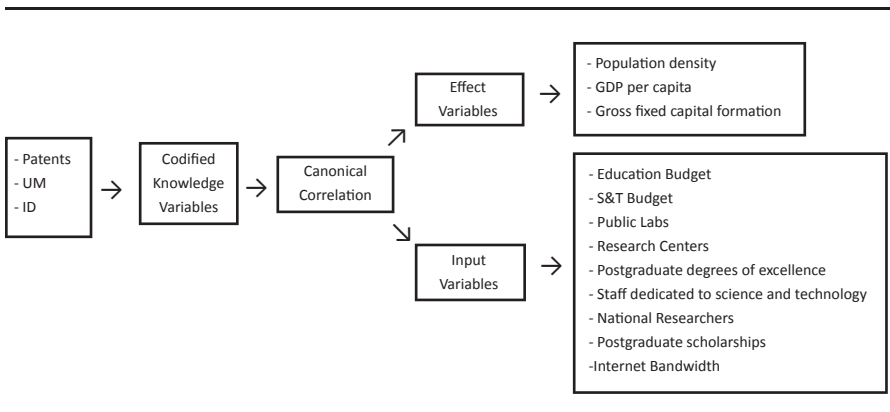 - Patents
- UM
- ID
Codified
Knowledge
Variables
Canonical
Correlation
Effect
Variables
- Population density
- GDP per capita
- Gross fixed capital formation
Input
Variables
- Education Budget
- S&T Budget
- Public Labs
- Research Centers
- Postgraduate degrees of excellence
- Staff dedicated to science and technology
- National Researchers
- Postgraduate scholarships
-Internet Bandwidth